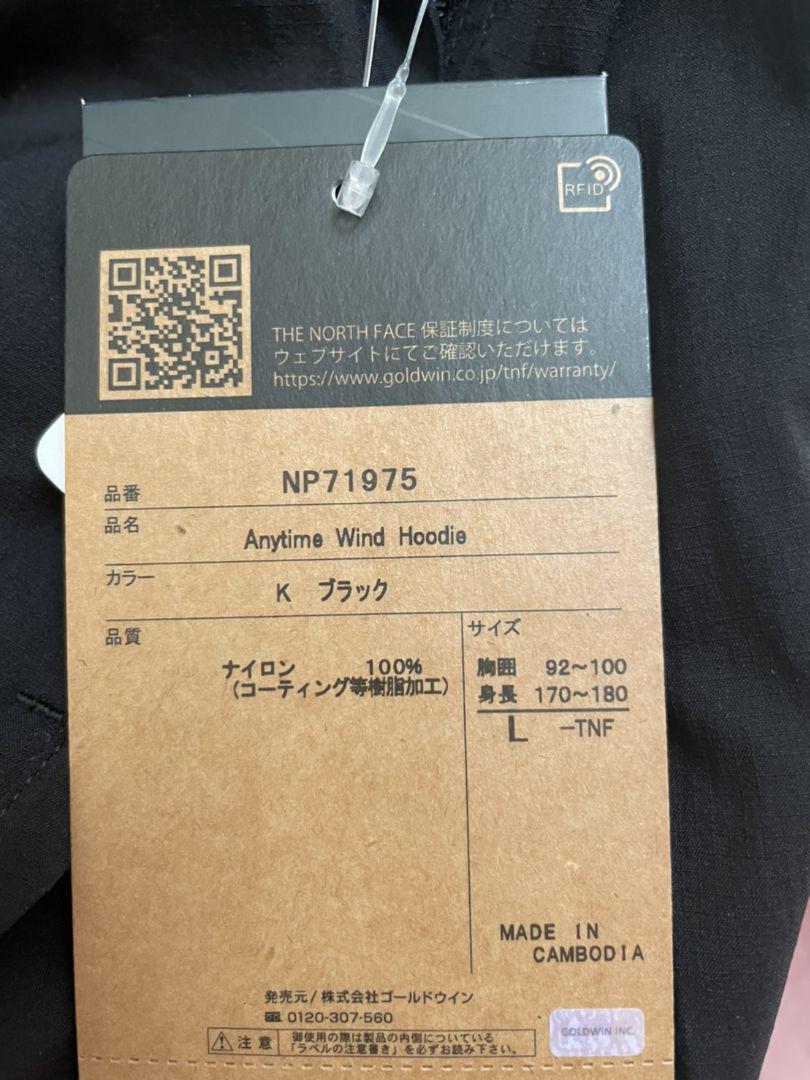 RFID
THE NORTH FACE 保証制度については
ウェブサイトにてご確認いただけます。
https://www.goldwin.co.jp/tnf/warranty/
品番 NP71975
品名 Anytime Wind Hoodie
カラー K ブラック
品質
ナイロン 100%
(コーティング等樹脂加工)
サイズ
胸囲 92~100
身長 170~180
L -TNF
MADE IN
CAMBODIA
発売元/株式会社ゴールドウイン
0120-307-560
注意
御使用の際は製品の内側についている
「ラベルの注意書き」を必ずお読み下さい。
GOLDWIN INC.